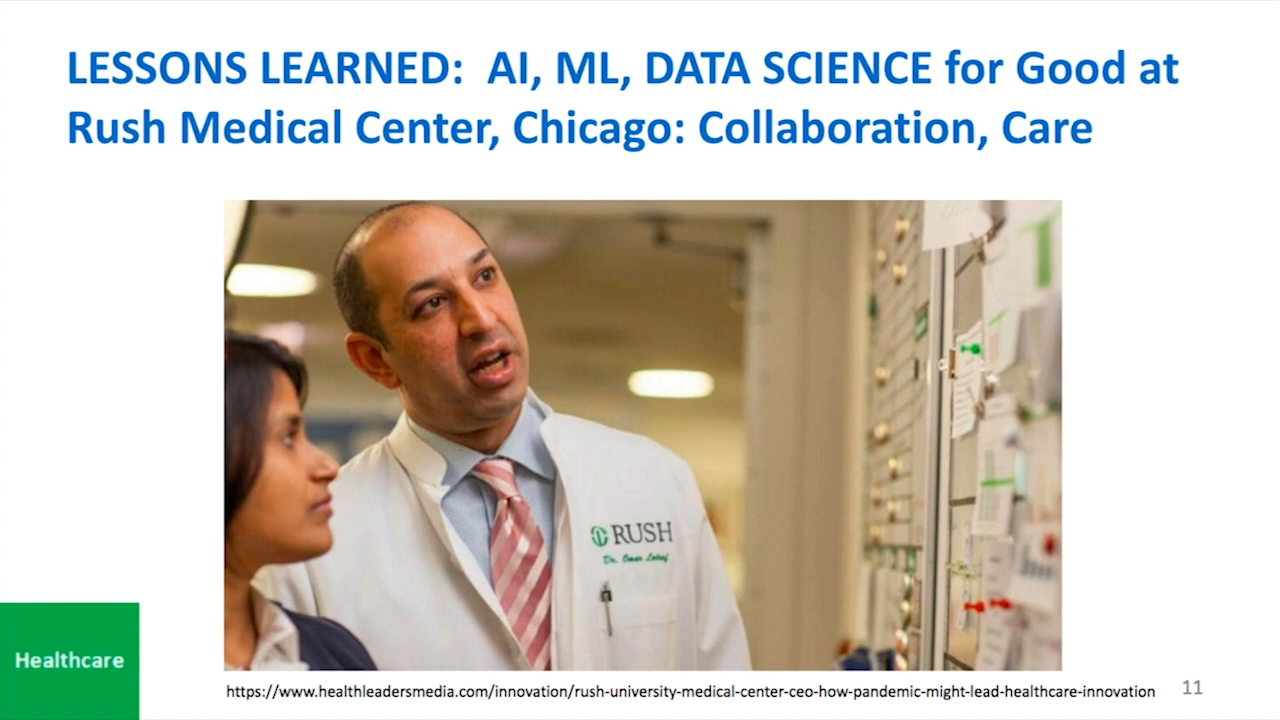 LESSONS LEARNED: AI, ML, DATA SCIENCE for Good at
Rush Medical Center, Chicago: Collaboration, Care
RUSH
Dr. Omar Lateef
Healthcare
https://www.healthleadersmedia.com/innovation/rush-university-medical-center-ceo-how-pandemic-might-lead-healthcare-innovation
11